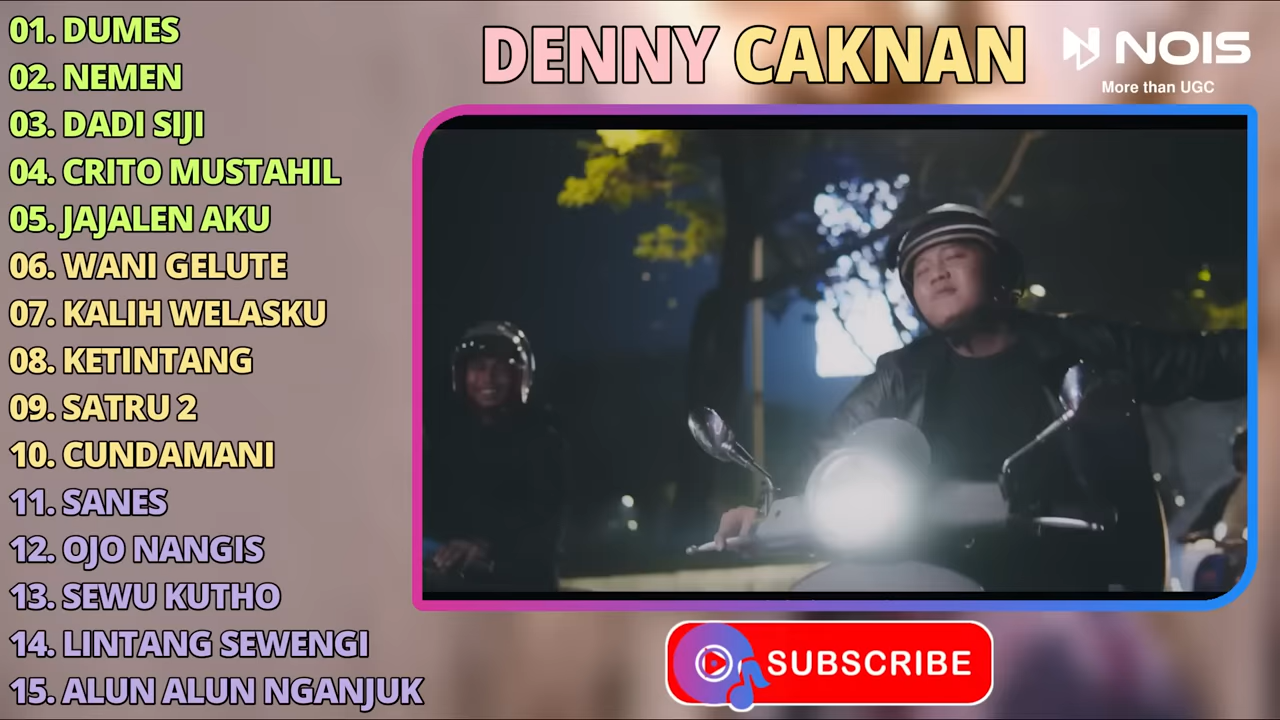 01. DUMES
02. NEMEN
03. DADI SIJI
04. CRITO MUSTAHIL
05. JAJALEN AKU
06. WANI GELUTE
07. KALIH WELASKU
08. KETINTANG
09. SATRU 2
10. CUNDAMANI
11. SANES
12. OJO NANGIS
13. SEWU KUTHO
14. LINTANG SEWENGI
15. ALUN ALUN NGANJUK
DENNY CAKNAN
NOIS
More than UGC
SUBSCRIBE